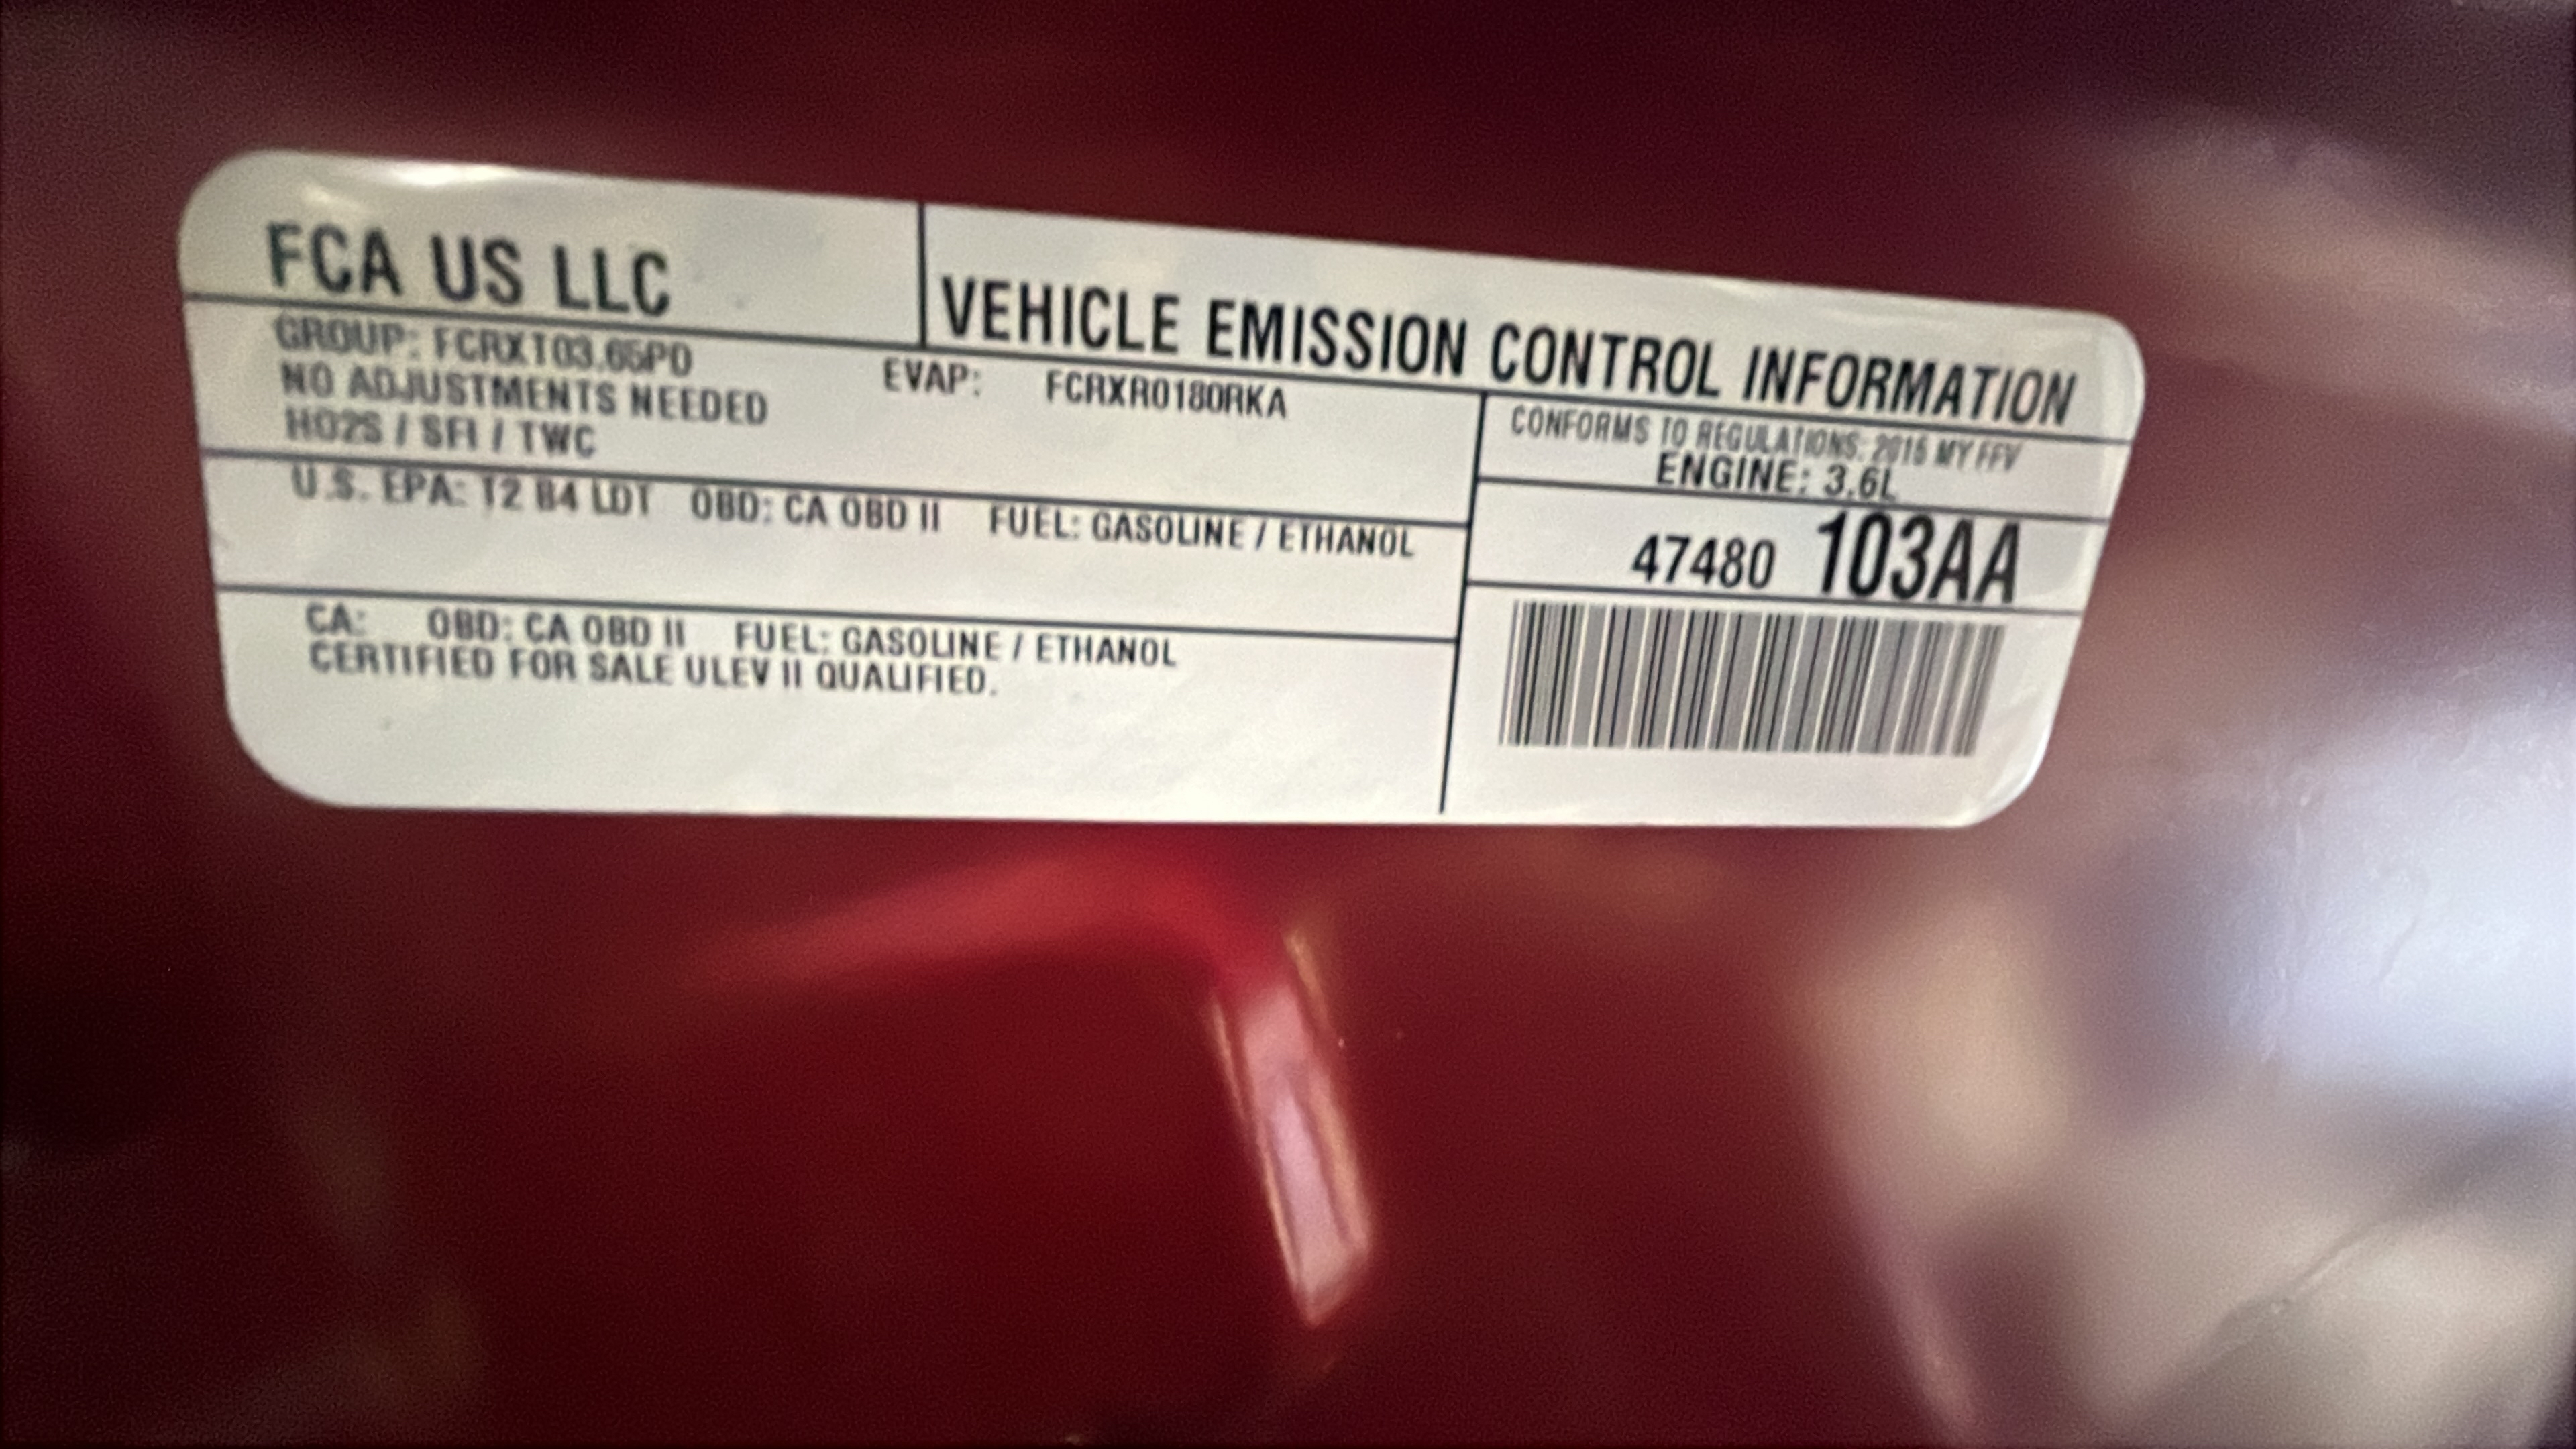 FCA US LLC
VEHICLE EMISSION CONTROL INFORMATION
GROUP: FCRXT03.65P0
NO ADJUSTMENTS NEEDED
HO2S / SFI / TWC
EVAP: FCRXR0180RKA
CONFORMS TO REGULATIONS: 2015 MY FFV
ENGINE: 3.6L
U.S. EPA: T2 B4 LDT OBD: CA OBD II FUEL: GASOLINE / ETHANOL
47480 103AA
CA: OBD: CA OBD II FUEL: GASOLINE / ETHANOL
CERTIFIED FOR SALE ULEV II QUALIFIED.